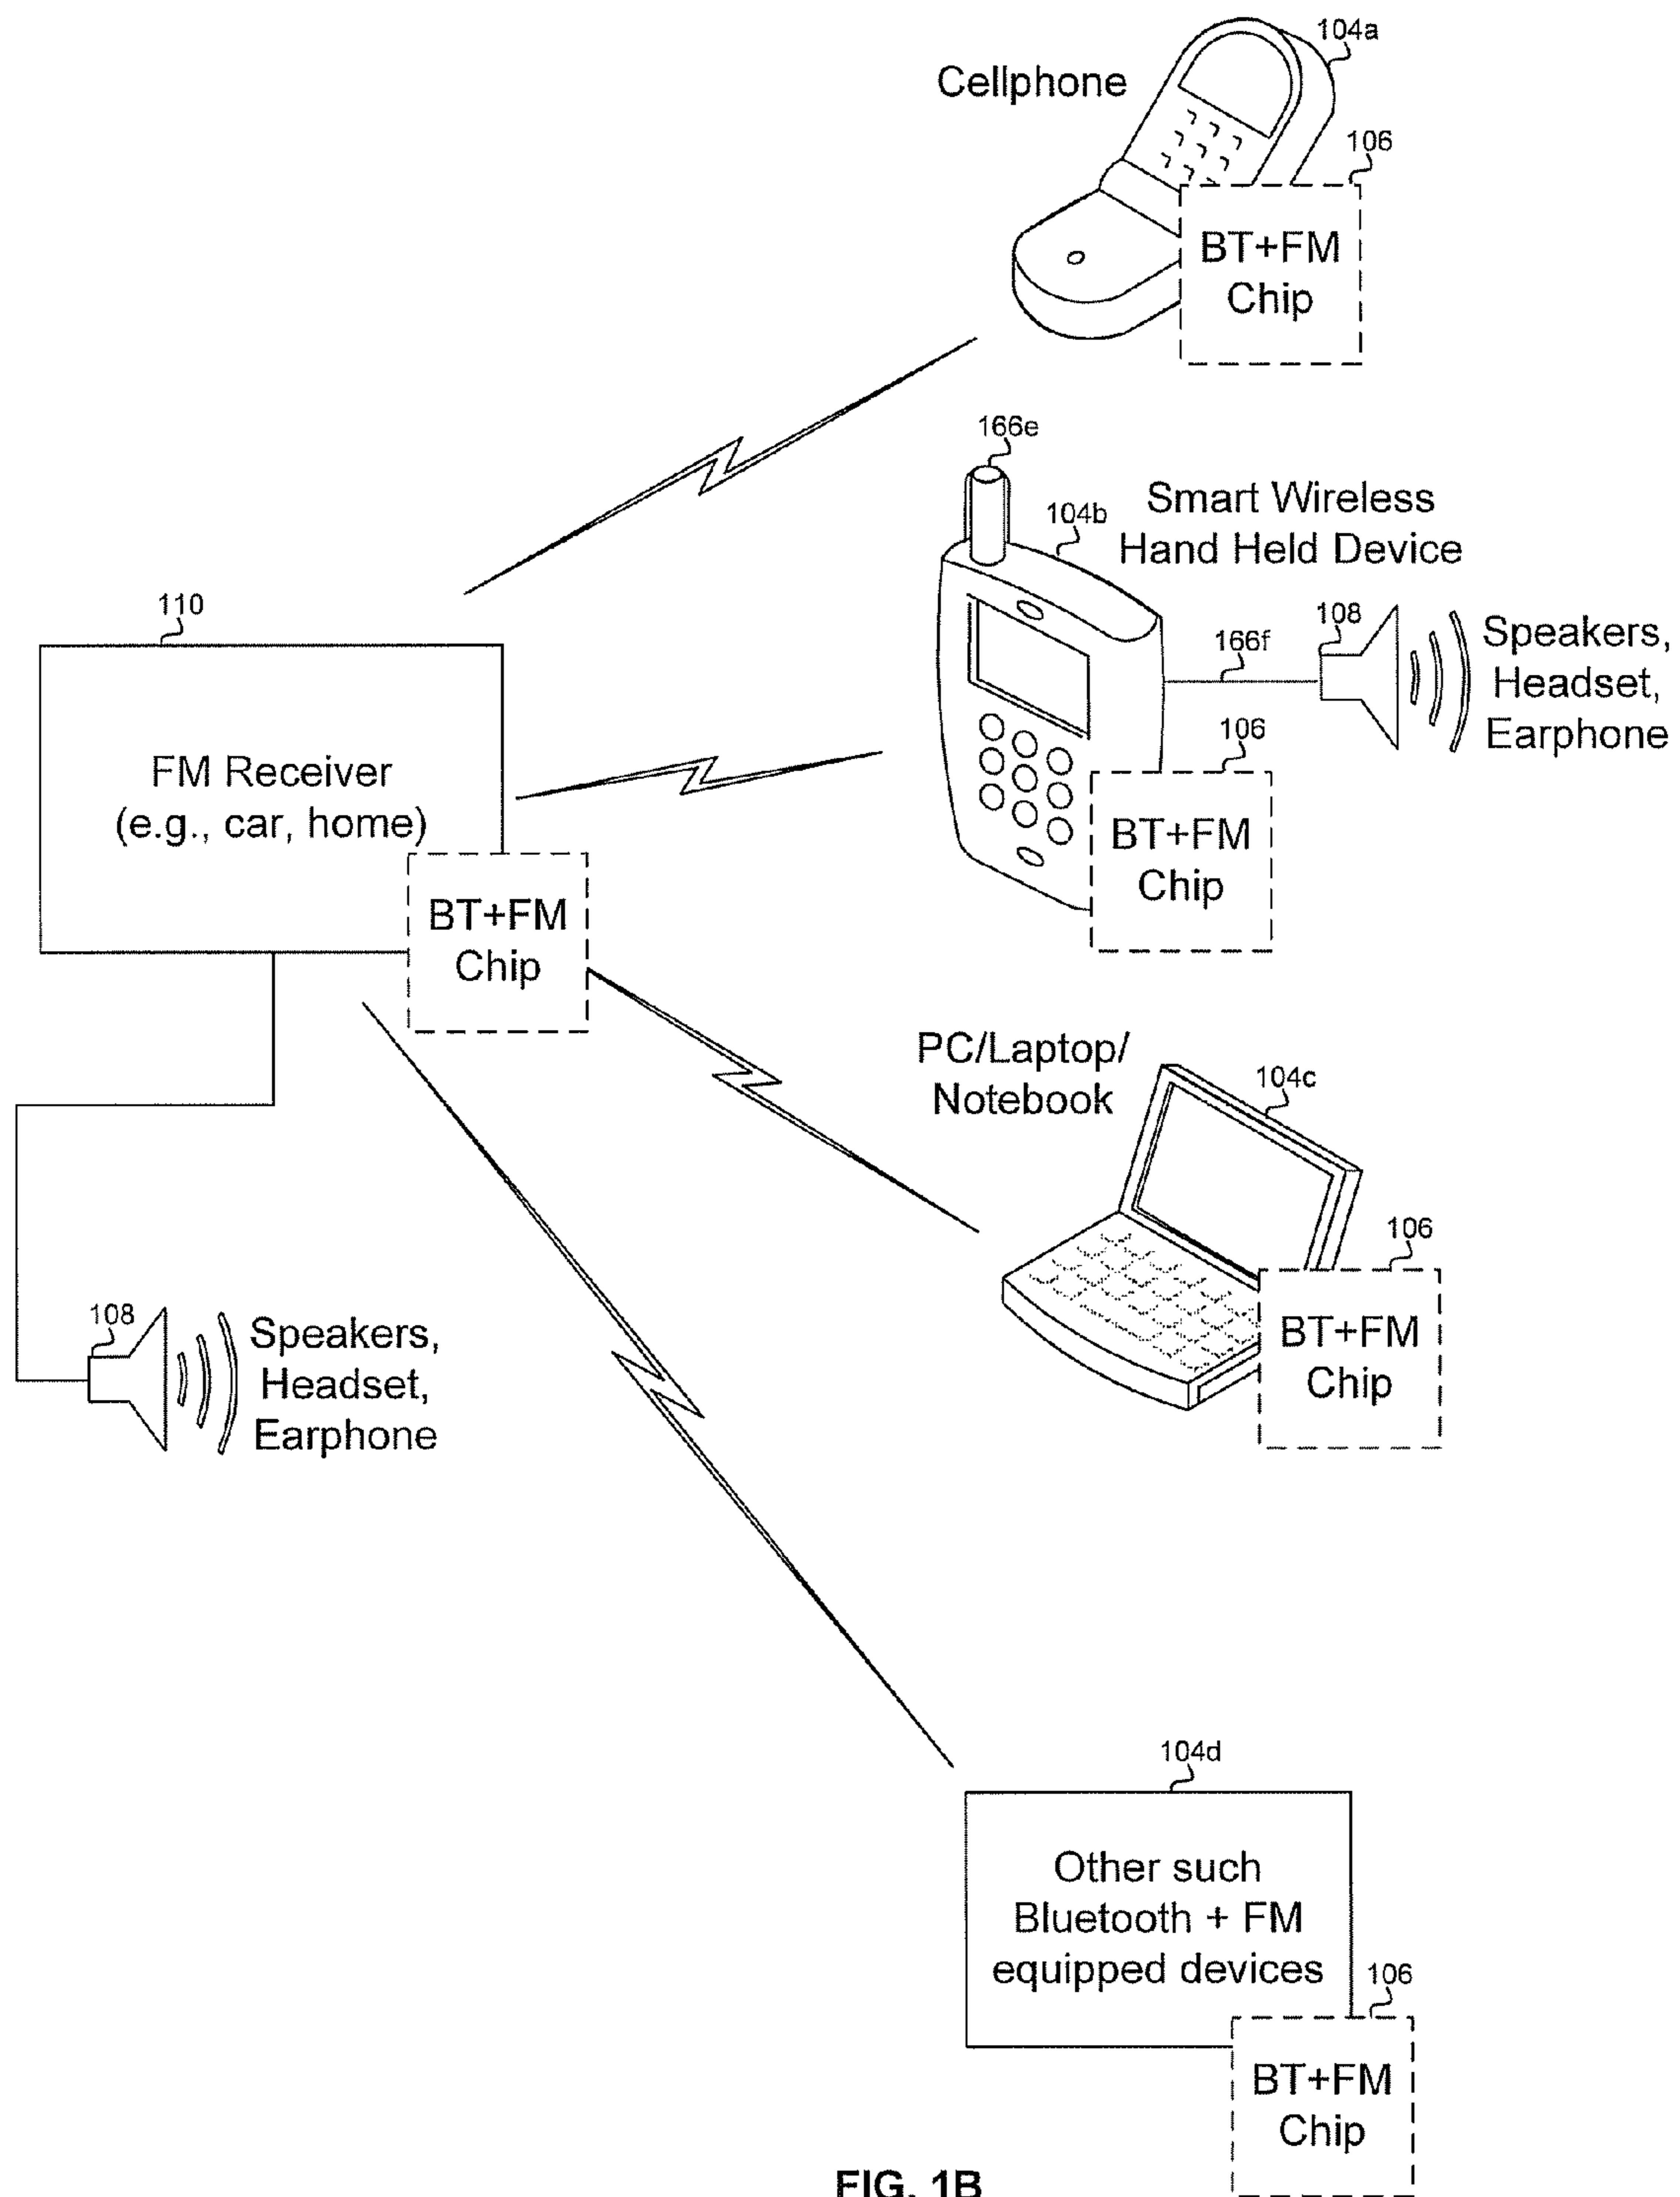 104a
Cellphone
106
BT+FM
Chip
166e
104b
Smart Wireless
Hand Held Device
108
166f
Speakers,
Headset,
Earphone
106
BT+FM
Chip
110
FM Receiver
(e.g., car, home)
BT+FM
Chip
PC/Laptop/
Notebook
104c
106
BT+FM
Chip
108
Speakers,
Headset,
Earphone
104d
Other such
Bluetooth + FM
equipped devices
106
BT+FM
Chip
FIG. 1B